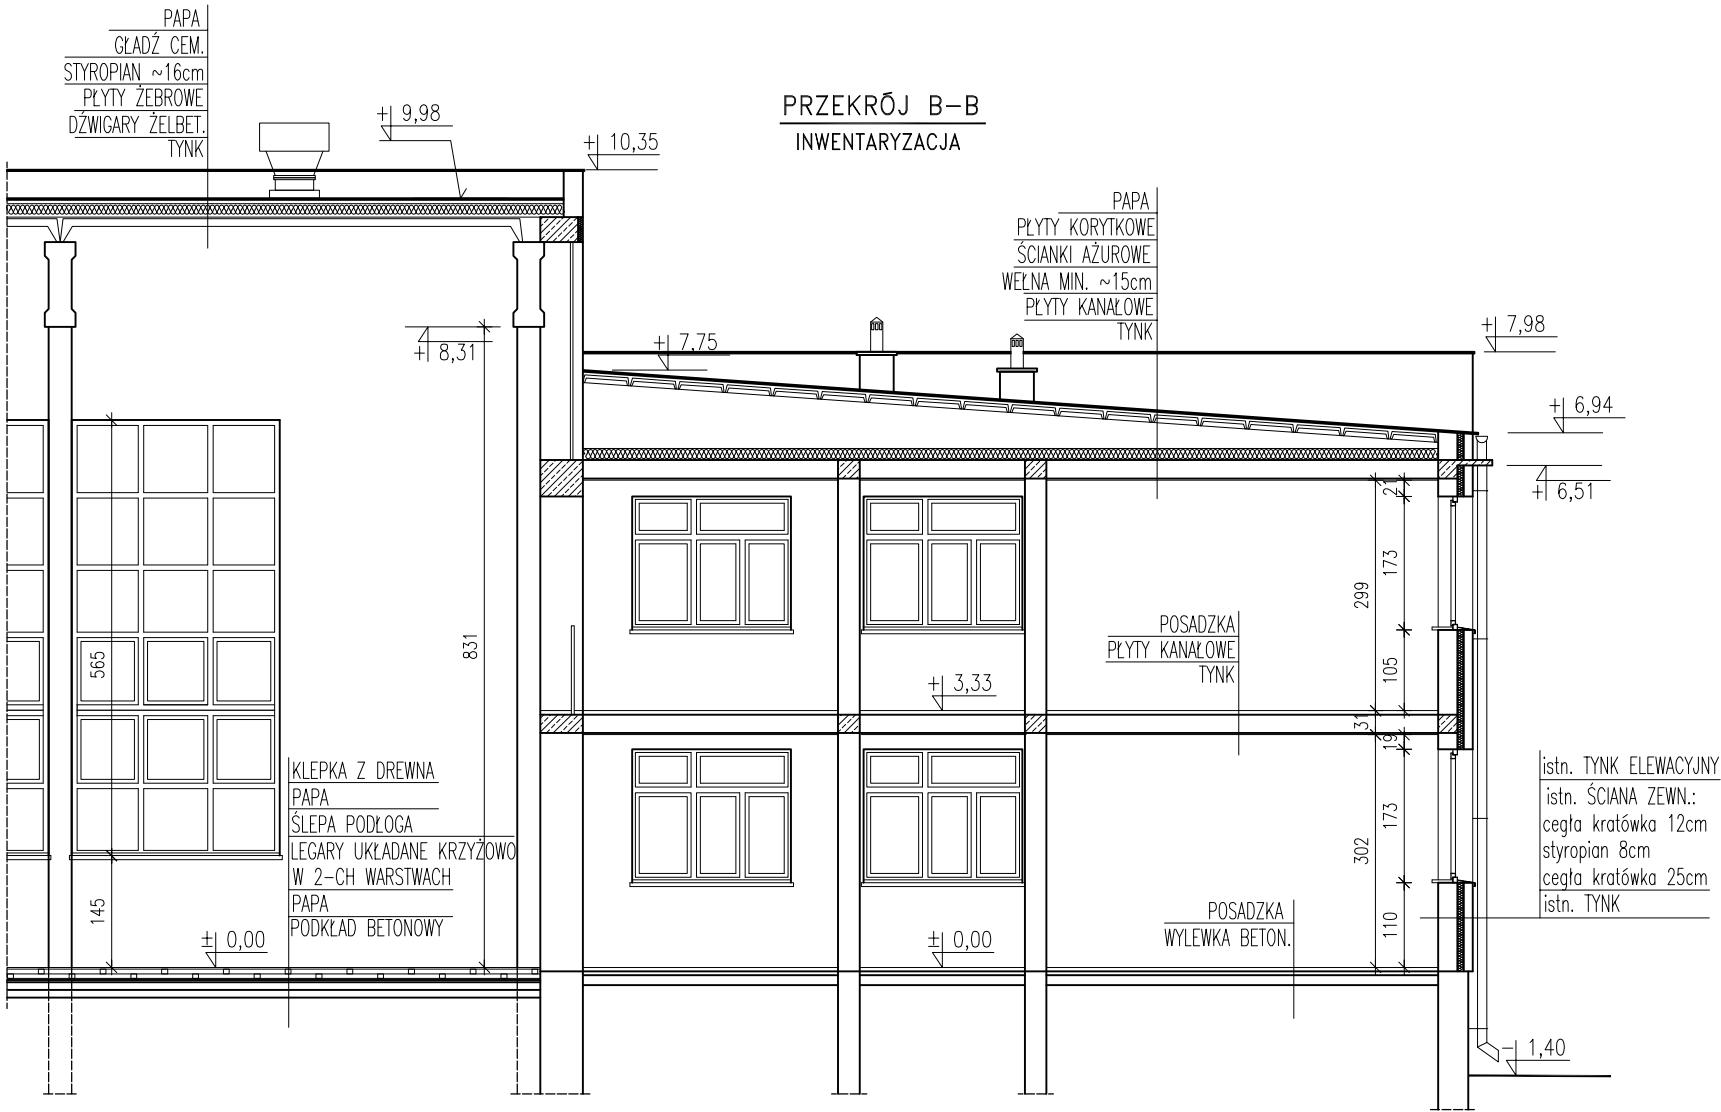 PAPA
GŁADŹ CEM.
STYROPIAN ~16cm
PŁYTY ŻEBROWE
DŹWIGARY ŻELBET.
TYNK
+ 9,98
+ 10,35
PRZEKRÓJ B-B
INWENTARYZACJA
PAPA
PŁYTY KORYTKOWE
ŚCIANKI AŻUROWE
WEŁNA MIN. ~15cm
PŁYTY KANAŁOWE
TYNK
+ 8,31
+ 7,75
+ 7,98
+ 6,94
+ 6,51
21
173
299
105
31
19
173
302
110
565
831
145
POSADZKA
PŁYTY KANAŁOWE
TYNK
+ 3,33
KLEPKA Z DREWNA
PAPA
ŚLEPA PODŁOGA
LEGARY UKŁADANE KRZYŻOWO
W 2-CH WARSTWACH
PAPA
PODKŁAD BETONOWY
± 0,00
± 0,00
POSADZKA
WYLEWKA BETON.
istn. TYNK ELEWACYJNY
istn. ŚCIANA ZEWN.:
cegła kratówka 12cm
styropian 8cm
cegła kratówka 25cm
istn. TYNK
- 1,40